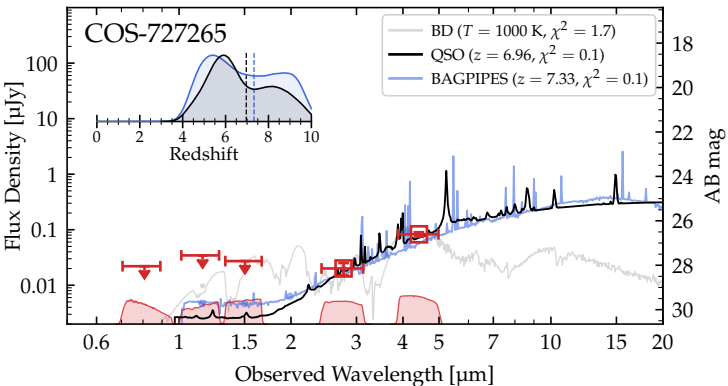 COS-727265
BD (T = 1000 K, χ² = 1.7)
QSO (z = 6.96, χ² = 0.1)
BAGPIPES (z = 7.33, χ² = 0.1)
0 2 4 6 8 10
Redshift
100
10
1
0.1
0.01
Flux Density [μJy]
18
20
22
24
26
28
30
AB mag
0.6 1 1.5 2 3 4 5 10 15 20
Observed Wavelength [μm]